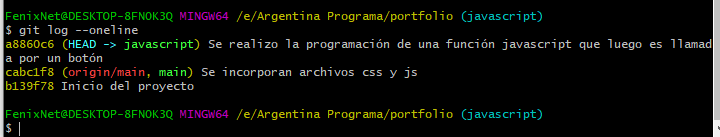 FenixNet@DESKTOP-8FN0K3Q MINGW64 /e/Argentina Programa/portfolio (javascript)
$ git log --oneline
a8860c6 (HEAD -> javascript) Se realizo la programación de una función javascript que luego es llamad
a por un botón
cabc1f8 (origin/main, main) Se incorporan archivos css y js
b139f78 Inicio del proyecto
FenixNet@DESKTOP-8FN0K3Q MINGW64 /e/Argentina Programa/portfolio (javascript)
$